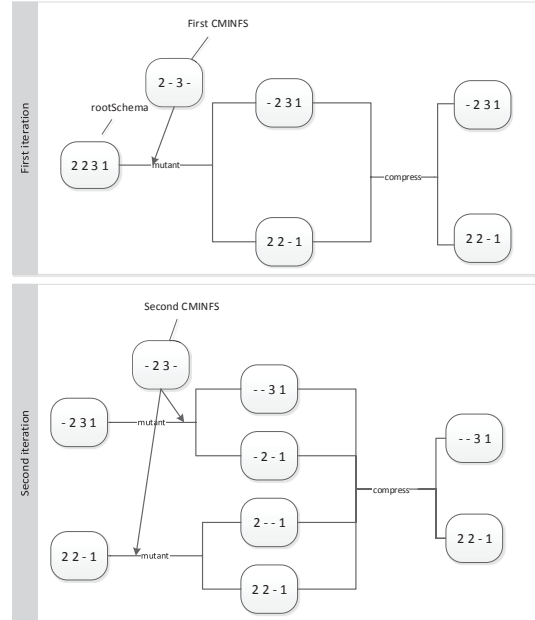 First iteration
First CMINFS
2 - 3 -
rootSchema
2 2 3 1
mutant
- 2 3 1
2 2 - 1
compress
- 2 3 1
2 2 - 1
Second iteration
Second CMINFS
- 2 3 -
- 2 3 1
mutant
- - 3 1
- 2 - 1
2 2 - 1
mutant
2 - - 1
2 2 - 1
compress
- - 3 1
2 2 - 1